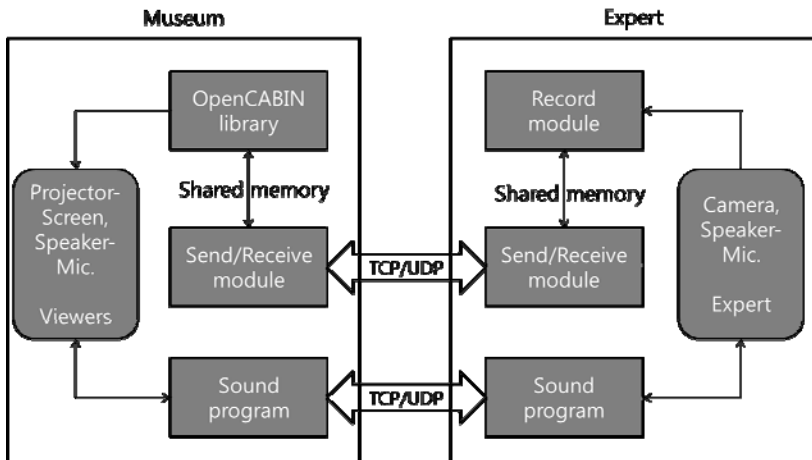 Museum
Expert
OpenCABIN
library
Record
module
Shared memory
Shared memory
Projector-
Screen,
Speaker-
Mic.
Viewers
Camera,
Speaker-
Mic.
Expert
Send/Receive
module
TCP/UDP
Send/Receive
module
Sound
program
TCP/UDP
Sound
program